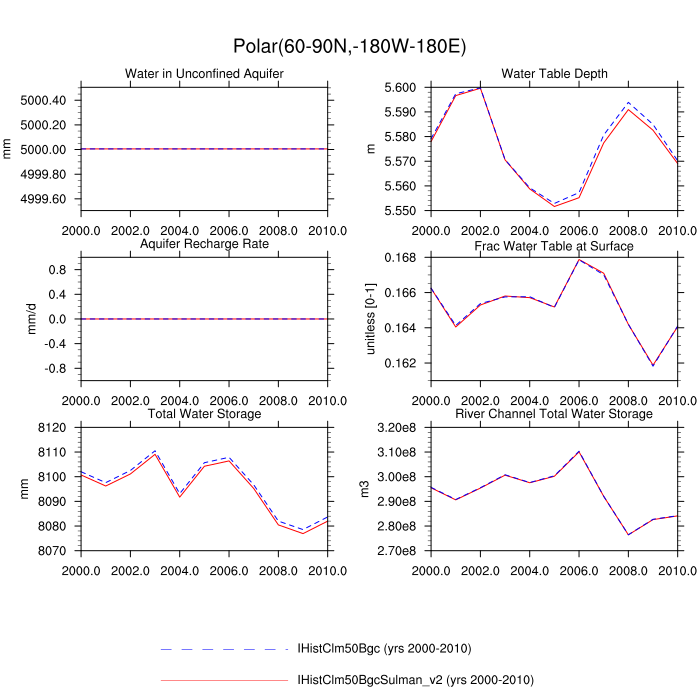 Polar(60-90N,-180W-180E)
Water in Unconfined Aquifer
5000.40
5000.20
5000.00
4999.80
4999.60
mm
2000.0 2002.0 2004.0 2006.0 2008.0 2010.0
Water Table Depth
5.600
5.590
5.580
5.570
5.560
5.550
m
2000.0 2002.0 2004.0 2006.0 2008.0 2010.0
Aquifer Recharge Rate
0.8
0.4
0.0
-0.4
-0.8
mm/d
2000.0 2002.0 2004.0 2006.0 2008.0 2010.0
Frac Water Table at Surface
0.168
0.166
0.164
0.162
unitless [0-1]
2000.0 2002.0 2004.0 2006.0 2008.0 2010.0
Total Water Storage
8120
8110
8100
8090
8080
8070
mm
2000.0 2002.0 2004.0 2006.0 2008.0 2010.0
River Channel Total Water Storage
3.20e8
3.10e8
3.00e8
2.90e8
2.80e8
2.70e8
m3
2000.0 2002.0 2004.0 2006.0 2008.0 2010.0
IHistClm50Bgc (yrs 2000-2010)
IHistClm50BgcSulman_v2 (yrs 2000-2010)